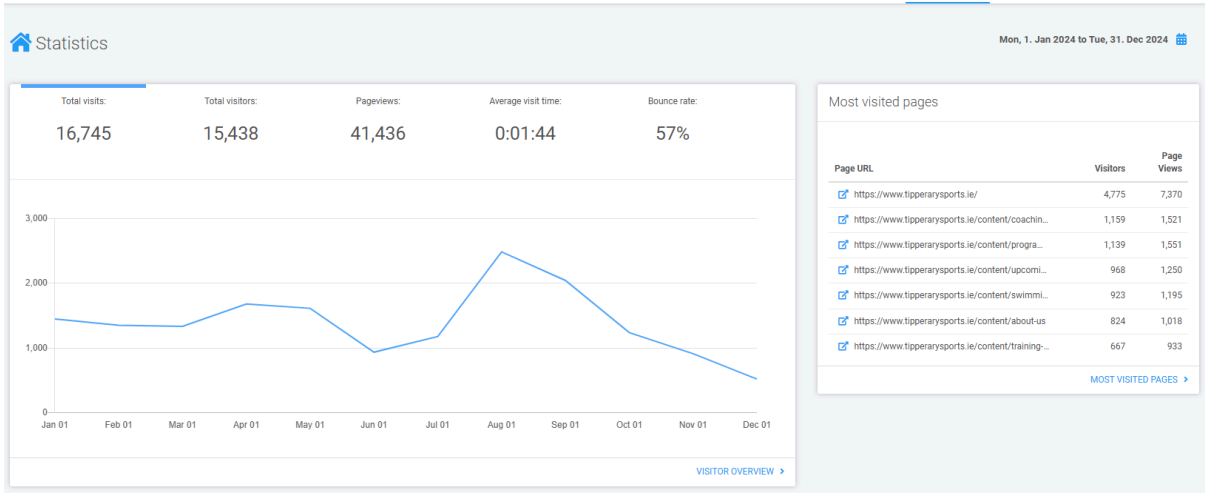 Statistics
Mon, 1. Jan 2024 to Tue, 31. Dec 2024
Total visits: Total visitors: Pageviews: Average visit time: Bounce rate:
16,745 15,438 41,436 0:01:44 57%
3,000
2,000
1,000
0
Jan 01 Feb 01 Mar 01 Apr 01 May 01 Jun 01 Jul 01 Aug 01 Sep 01 Oct 01 Nov 01 Dec 01
VISITOR OVERVIEW
Most visited pages
Page URL Visitors Page Views
https://www.tipperarysports.ie/ 4,775 7,370
https://www.tipperarysports.ie/content/coachin... 1,159 1,521
https://www.tipperarysports.ie/content/progra... 1,139 1,551
https://www.tipperarysports.ie/content/upcomi... 968 1,250
https://www.tipperarysports.ie/content/swimmi... 923 1,195
https://www.tipperarysports.ie/content/about-us 824 1,018
https://www.tipperarysports.ie/content/training-... 667 933
MOST VISITED PAGES